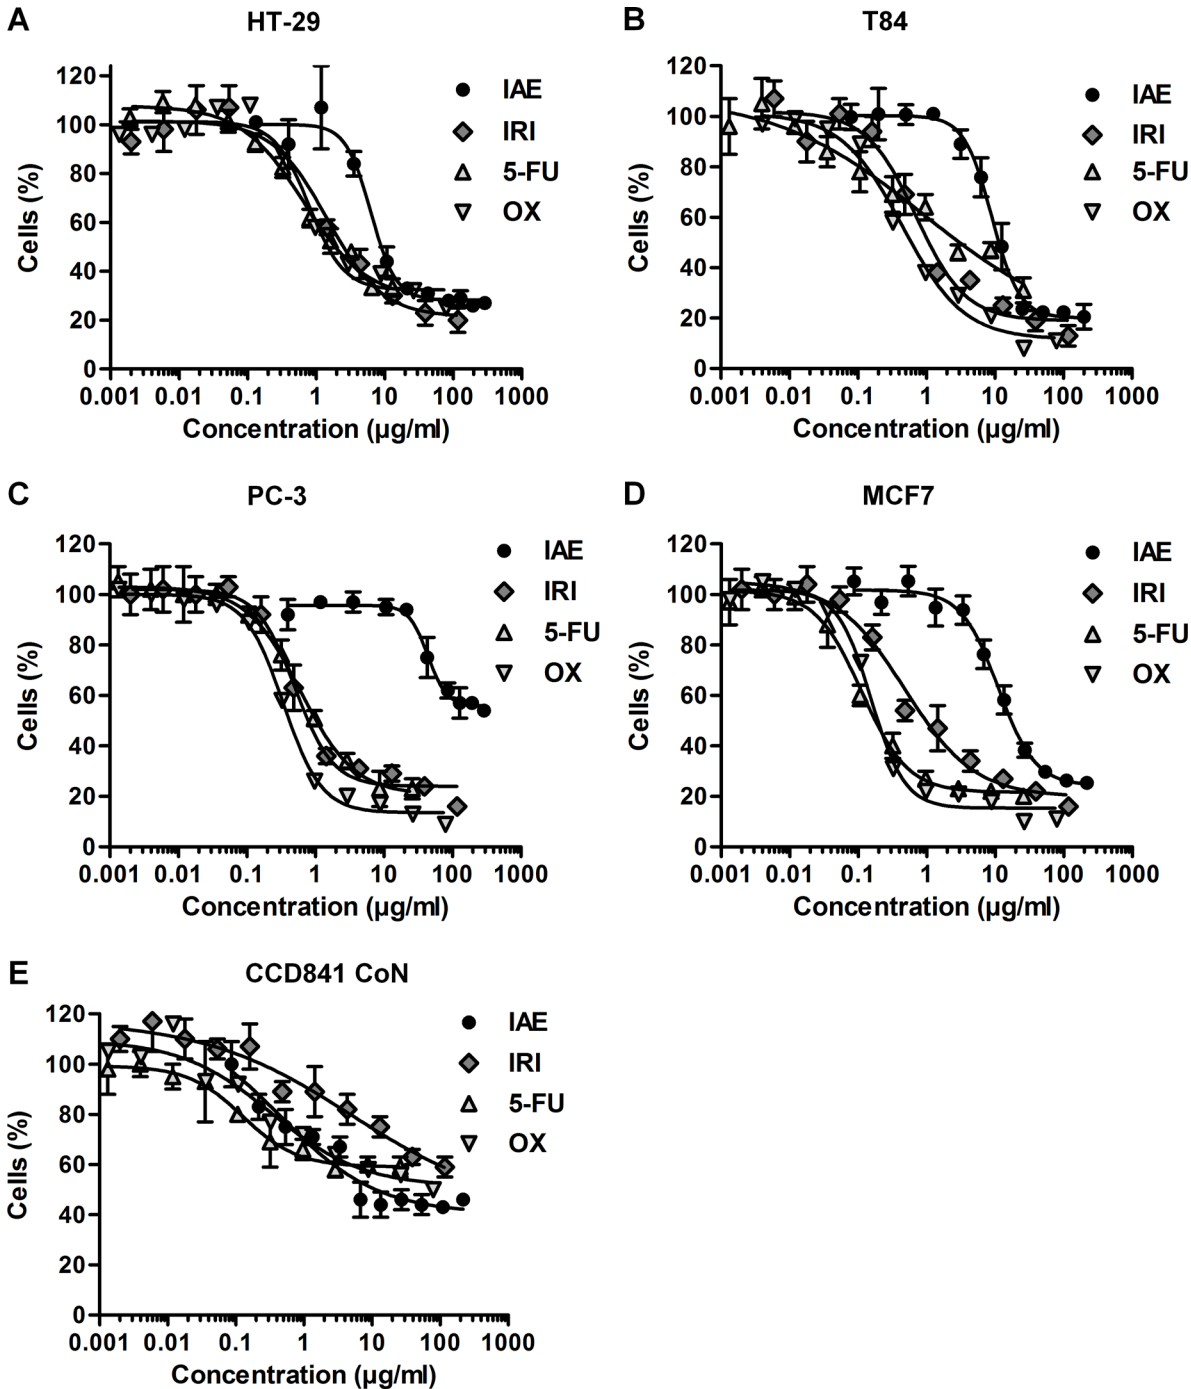 A HT-29
120
100
80
60
40
20
0
Cells (%)
IAE
IRI
5-FU
OX
0.001 0.01 0.1 1 10 100 1000
Concentration (µg/ml)
B T84
120
100
80
60
40
20
0
Cells (%)
IAE
IRI
5-FU
OX
0.001 0.01 0.1 1 10 100 1000
Concentration (µg/ml)
C PC-3
120
100
80
60
40
20
0
Cells (%)
IAE
IRI
5-FU
OX
0.001 0.01 0.1 1 10 100 1000
Concentration (µg/ml)
D MCF7
120
100
80
60
40
20
0
Cells (%)
IAE
IRI
5-FU
OX
0.001 0.01 0.1 1 10 100 1000
Concentration (µg/ml)
E CCD841 CoN
120
100
80
60
40
20
0
Cells (%)
IAE
IRI
5-FU
OX
0.001 0.01 0.1 1 10 100 1000
Concentration (µg/ml)